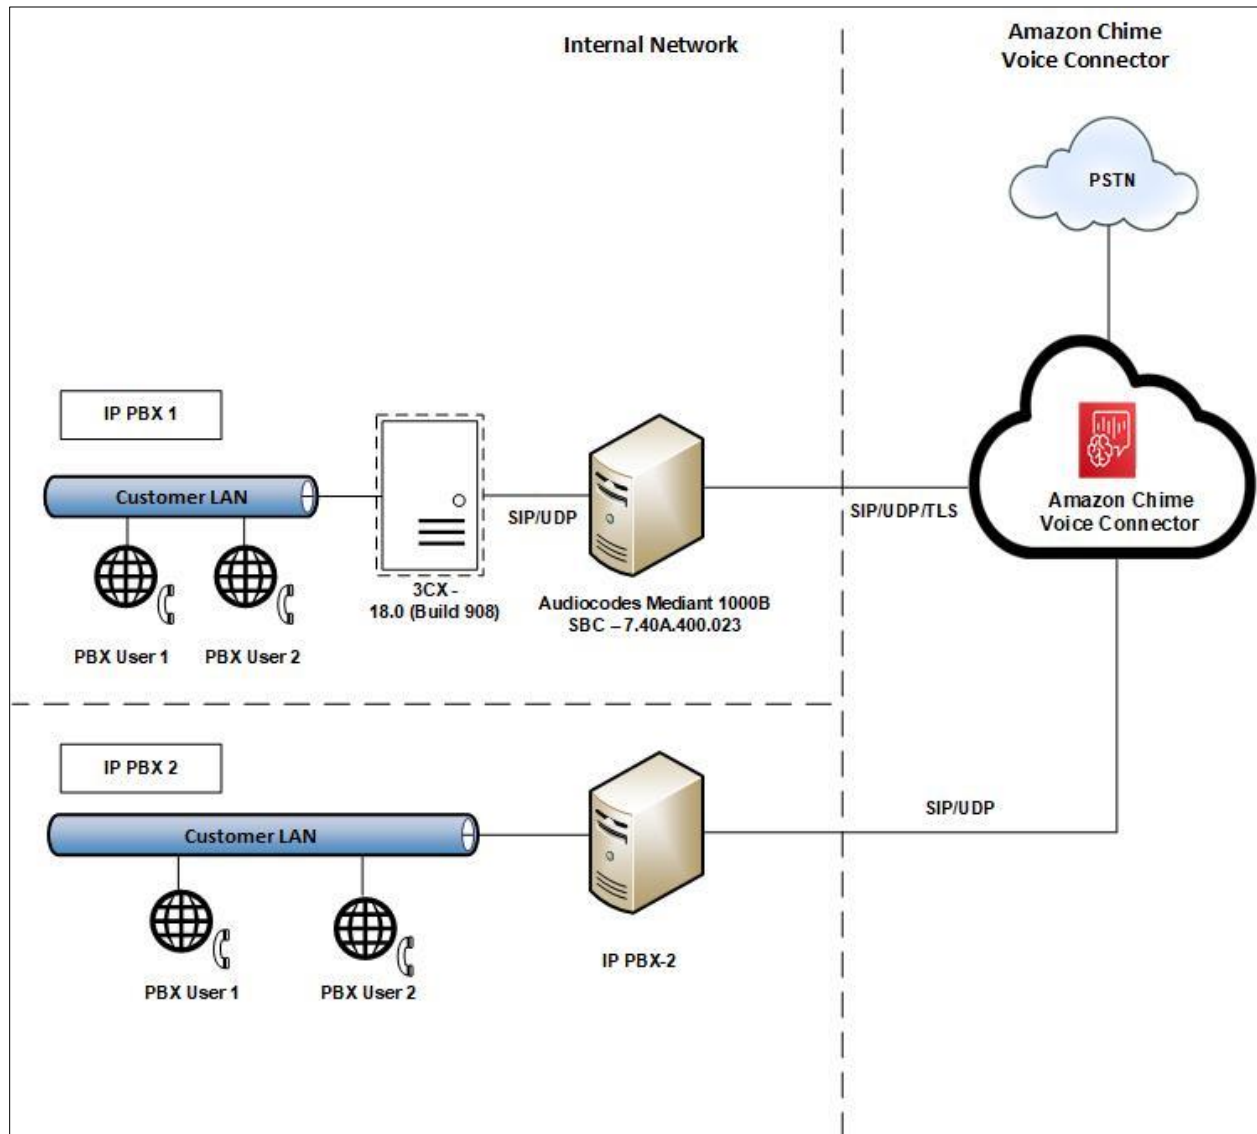 Internal Network
Amazon Chime
Voice Connector
PSTN
IP PBX 1
Customer LAN
SIP/UDP
SIP/UDP/TLS
Amazon Chime
Voice Connector
3CX -
18.0 (Build 908)
Audiocodes Mediant 1000B
SBC – 7.40A.400.023
PBX User 1
PBX User 2
IP PBX 2
Customer LAN
SIP/UDP
IP PBX-2
PBX User 1
PBX User 2